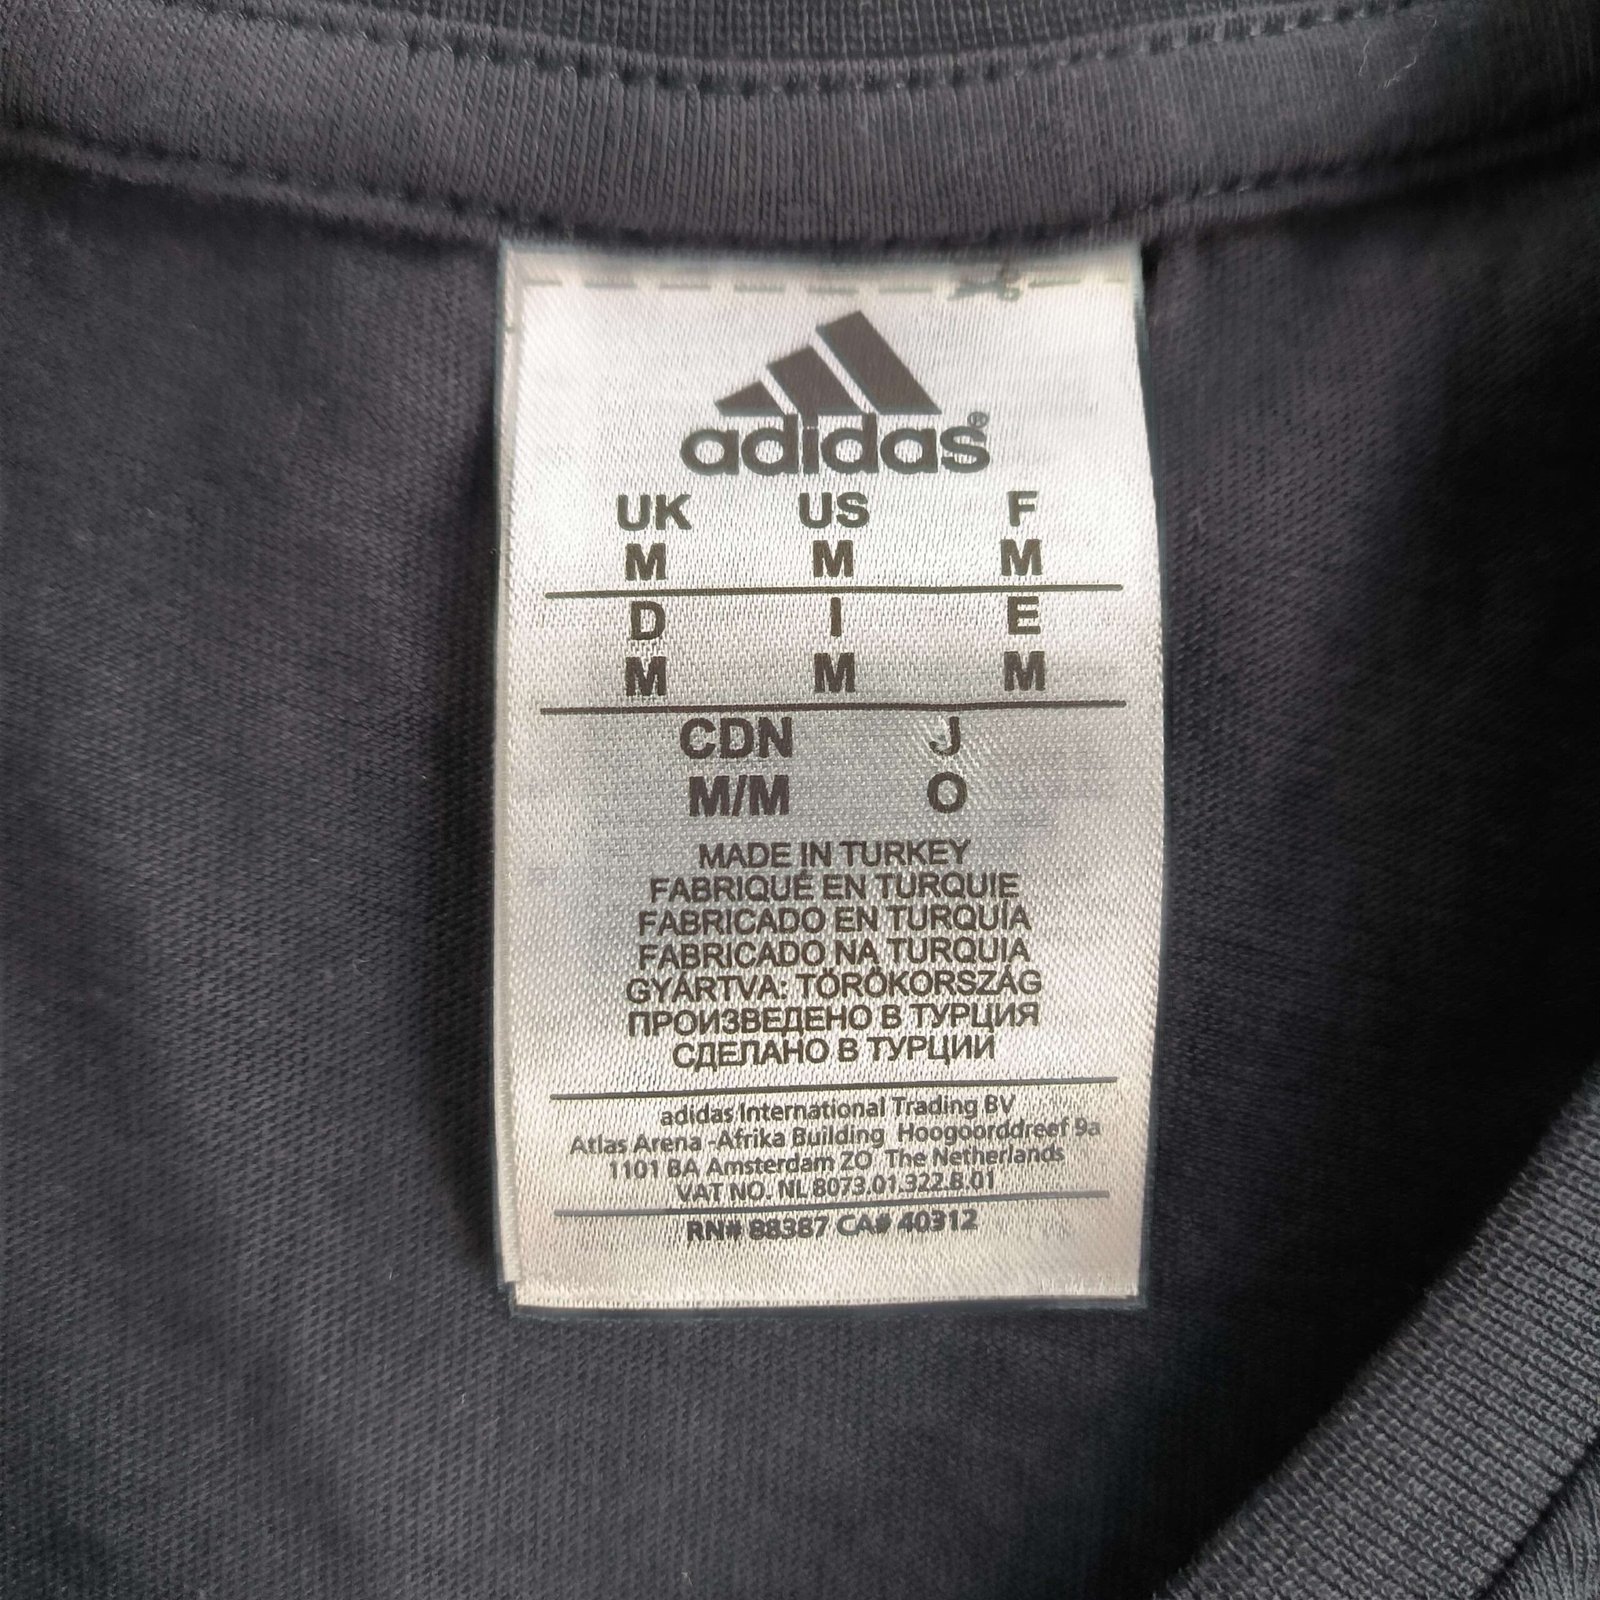 adidas®
UK US F
M M M
D I E
M M M
CDN J
M/M O
MADE IN TURKEY
FABRIQUÉ EN TURQUIE
FABRICADO EN TURQUÍA
FABRICADO NA TURQUIA
GYÁRTVA: TÖRÖKORSZÁG
ПРОИЗВЕДЕНО В ТУРЦИЯ
СДЕЛАНО В ТУРЦИИ
adidas International Trading BV
Atlas Arena -Afrika Building Hoogoorddreef 9a
1101 BA Amsterdam ZO The Netherlands
VAT NO. NL 8073.01.322.B.01
RN# 88387 CA# 40312